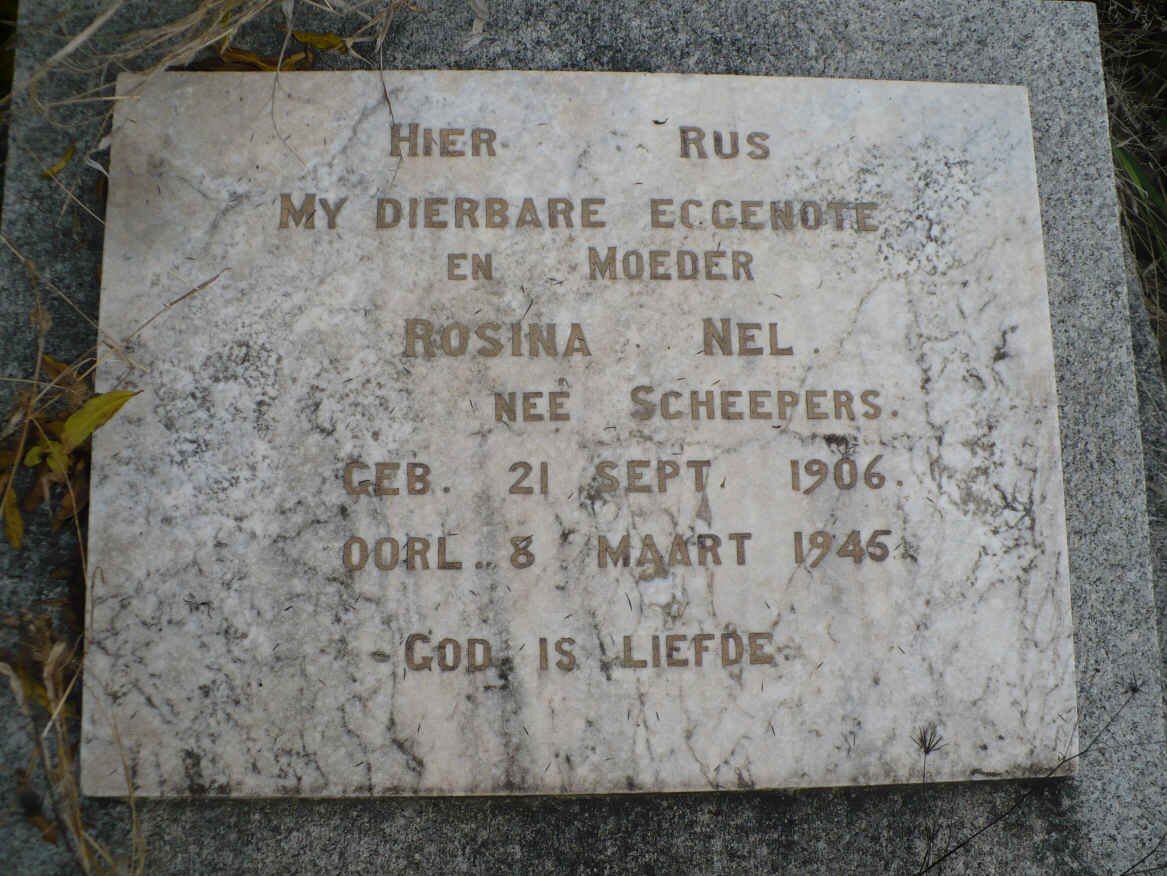 HIER RUS
MY DIERBARE EGGENOTE
EN MOEDER
ROSINA NEL.
NEÉ SCHEEPERS.
GEB. 21 SEPT. 1906.
OORL. 8 MAART 1945.
GOD IS LIEFDE.